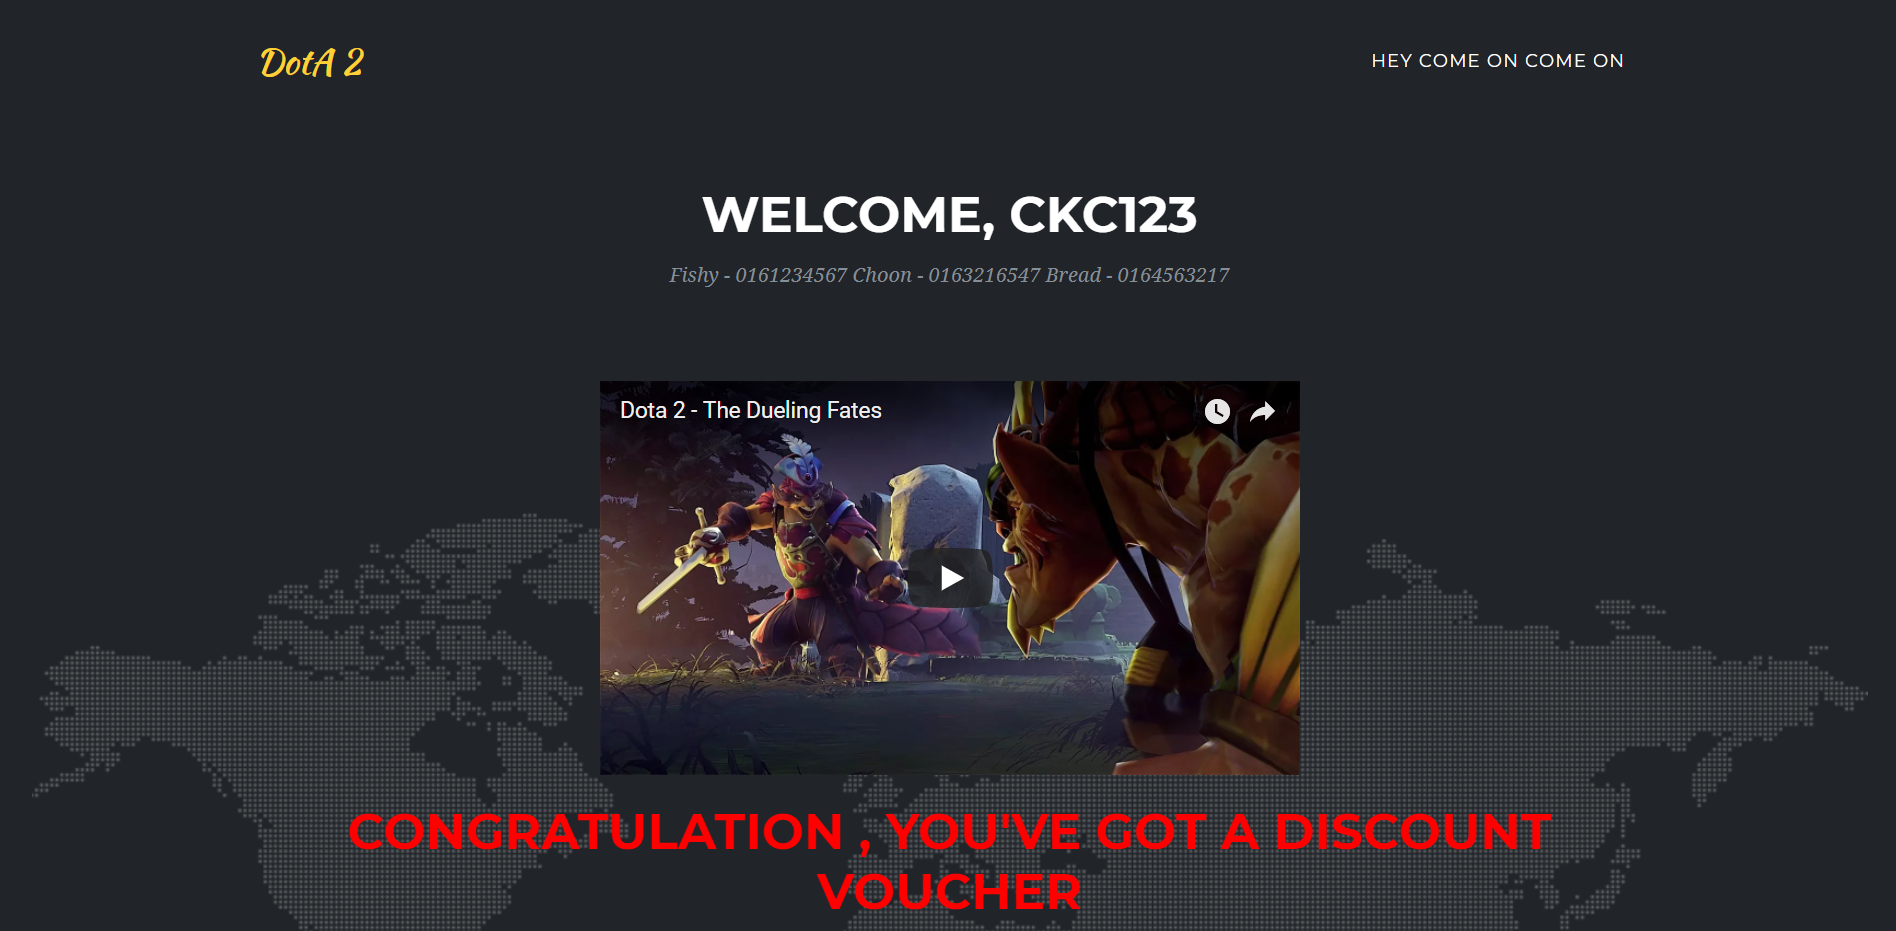 DotA 2
HEY COME ON COME ON
WELCOME, CKC123
Fishy - 0161234567 Choon - 0163216547 Bread - 0164563217
Dota 2 - The Dueling Fates
CONGRATULATION , YOU'VE GOT A DISCOUNT
VOUCHER